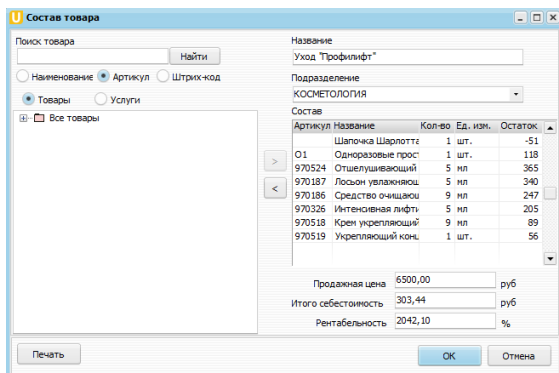 Состав товара
Поиск товара
Найти
Наименование Артикул Штрих-код
Товары Услуги
Все товары
>
<
Название
Уход "Профилифт"
Подразделение
КОСМЕТОЛОГИЯ
Состав
Артикул Название Кол-во Ед. изм. Остаток
Шапочка Шарлотта 1 шт. -51
О1 Одноразовые прост 1 шт. 118
970524 Отшелушивающий 5 мл 365
970187 Лосьон увлажняющ 5 мл 340
970186 Средство очищающ 9 мл 247
970326 Интенсивная лифти 5 мл 205
970518 Крем укрепляющий 9 мл 89
970519 Укрепляющий конц 1 шт. 56
Продажная цена 6500,00 руб
Итого себестоимость 303,44 руб
Рентабельность 2042,10 %
Печать
ОК Отмена